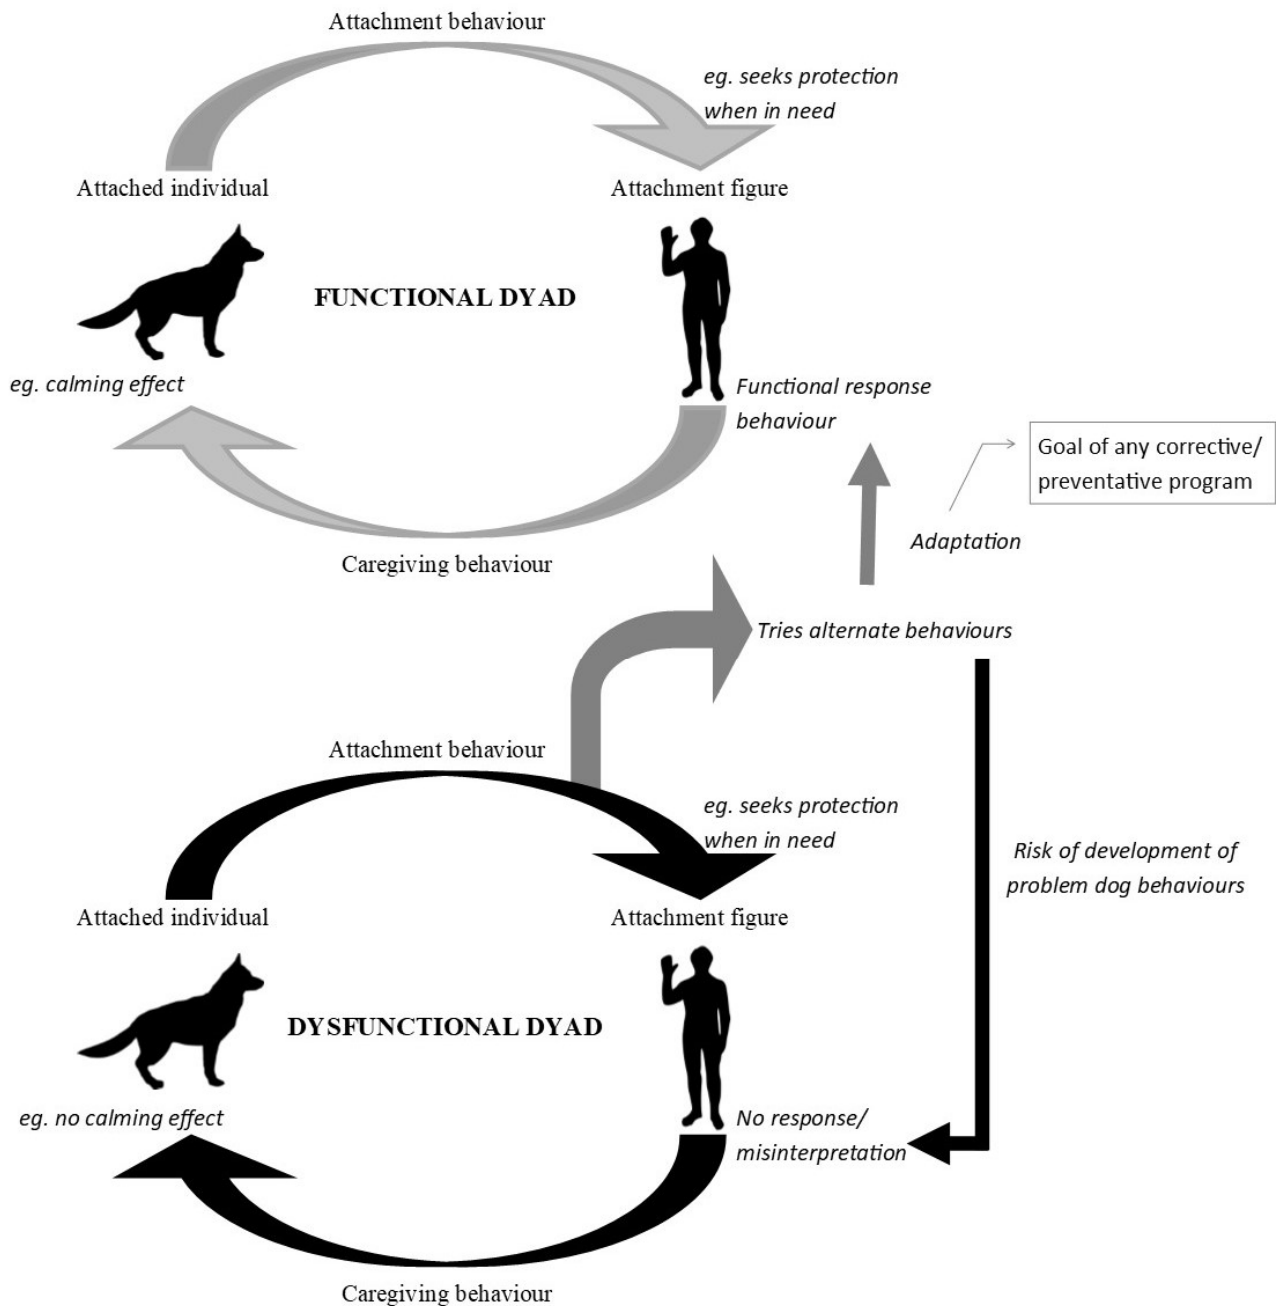 Attachment behaviour
eg. seeks protection
when in need
Attached individual
Attachment figure
FUNCTIONAL DYAD
eg. calming effect
Functional response
behaviour
Goal of any corrective/
preventative program
Adaptation
Caregiving behaviour
Tries alternate behaviours
Attachment behaviour
eg. seeks protection
when in need
Risk of development of
problem dog behaviours
Attached individual
Attachment figure
DYSFUNCTIONAL DYAD
eg. no calming effect
No response/
misinterpretation
Caregiving behaviour